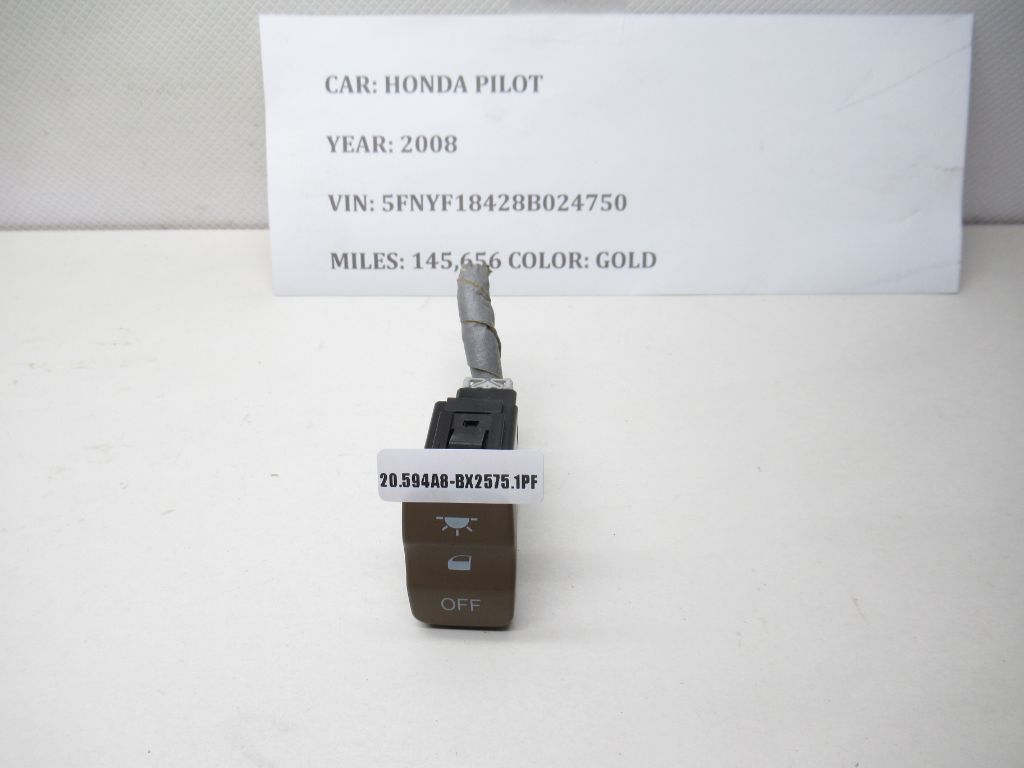 CAR: HONDA PILOT
YEAR: 2008
VIN: 5FNYF18428B024750
MILES: 145,656 COLOR: GOLD
20.594A8-BX2575.1PF
OFF